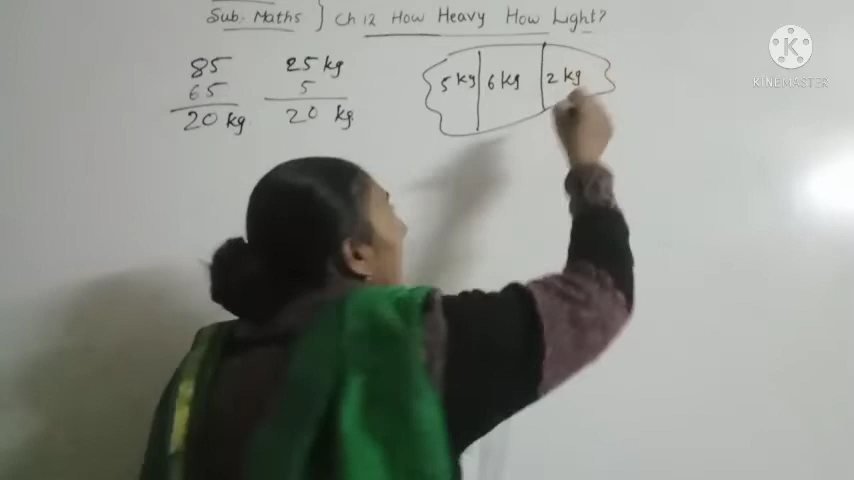 Sub. Maths } Ch 12 How Heavy How Light?
85
65
20 kg
25 kg
5
20 kg
5 kg 6 kg 2 kg
K
KINEMASTER